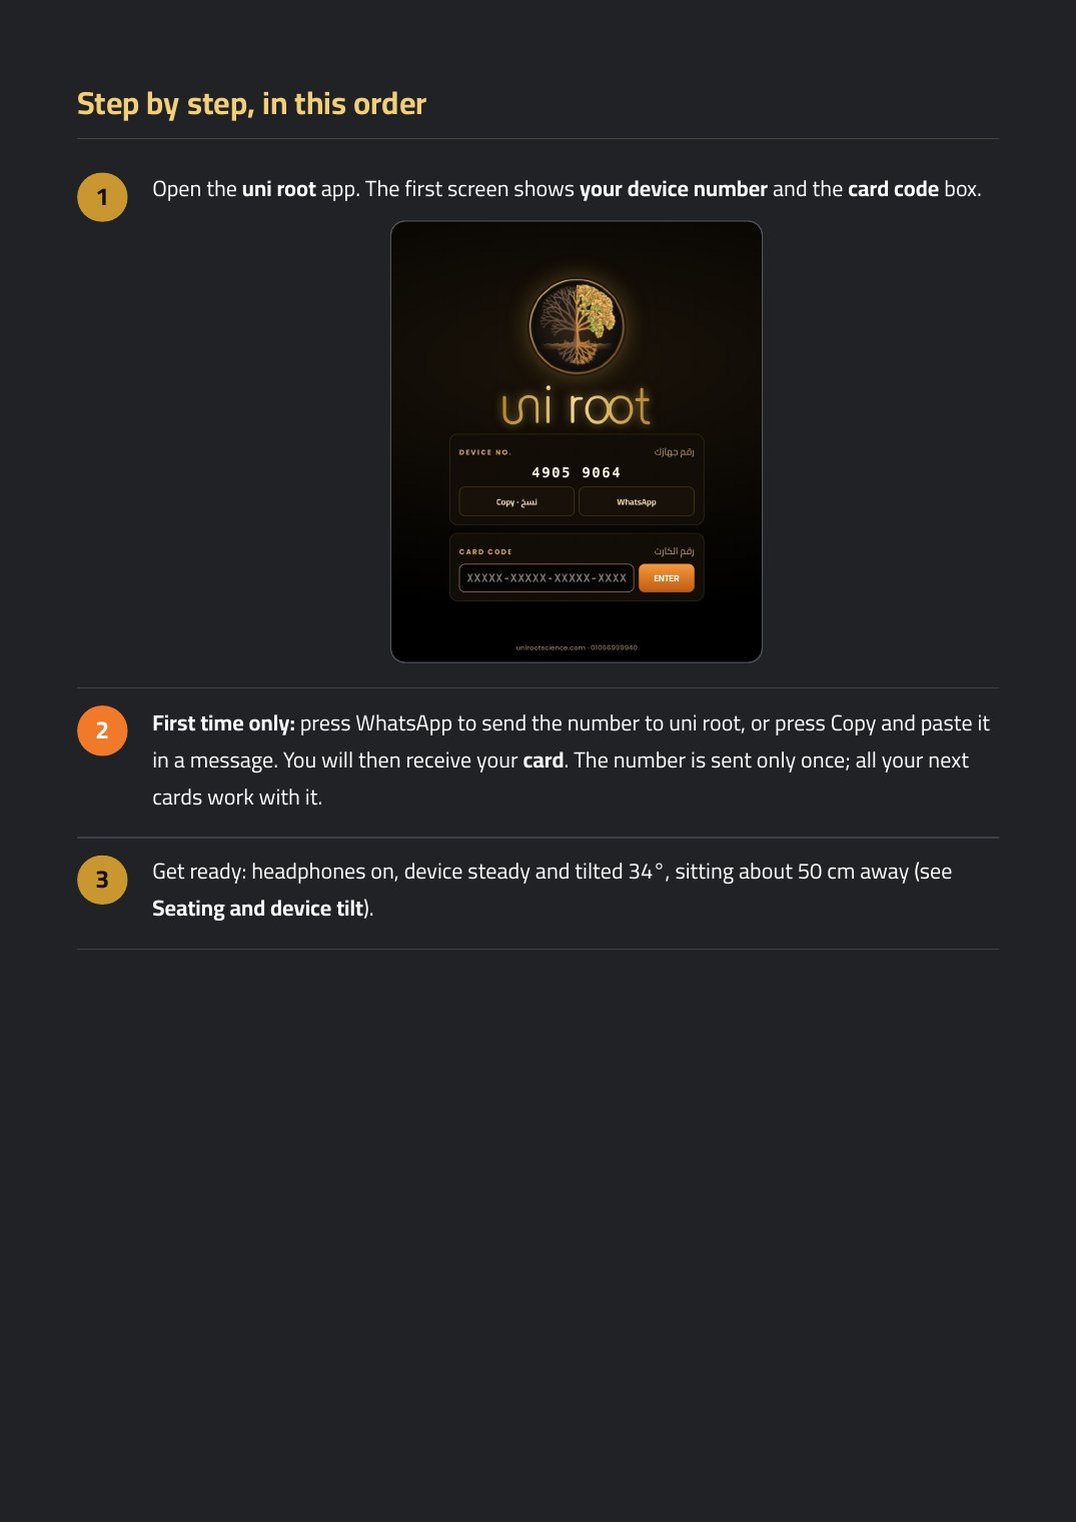 Step by step, in this order
1
Open the uni root app. The first screen shows your device number and the card code box.
uni root
DEVICE NO.
رقم جهازك
4905 9064
Copy · نسخ
WhatsApp
CARD CODE
رقم الكارت
XXXXX-XXXXX-XXXXX-XXXX
ENTER
unirootscience.com · 01066999940
2
First time only: press WhatsApp to send the number to uni root, or press Copy and paste it
in a message. You will then receive your card. The number is sent only once; all your next
cards work with it.
3
Get ready: headphones on, device steady and tilted 34°, sitting about 50 cm away (see
Seating and device tilt).